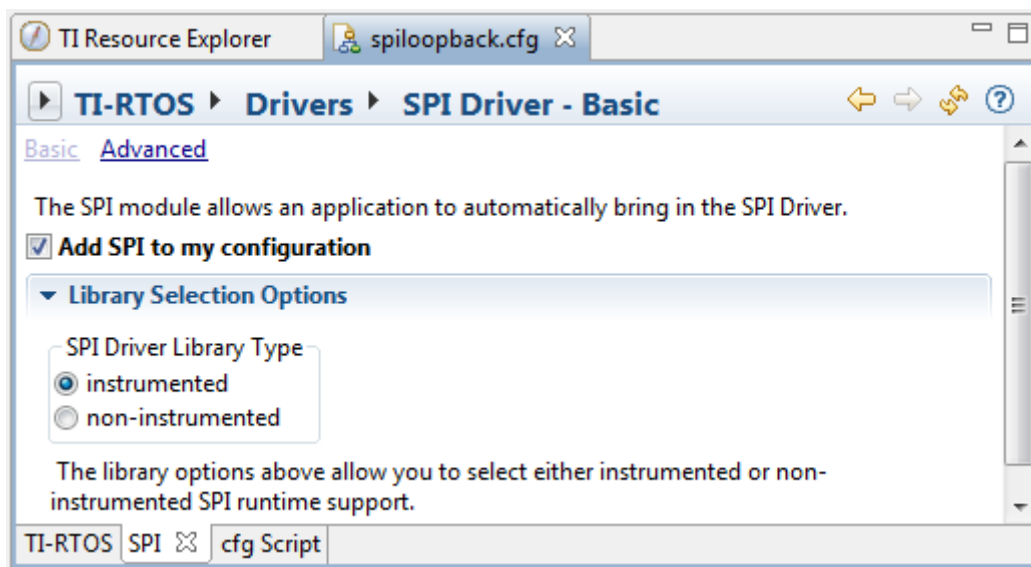 TI Resource Explorer spiloopback.cfg
TI-RTOS Drivers SPI Driver - Basic
Basic Advanced
The SPI module allows an application to automatically bring in the SPI Driver.
Add SPI to my configuration
Library Selection Options
SPI Driver Library Type
instrumented
non-instrumented
The library options above allow you to select either instrumented or non-
instrumented SPI runtime support.
TI-RTOS SPI cfg Script